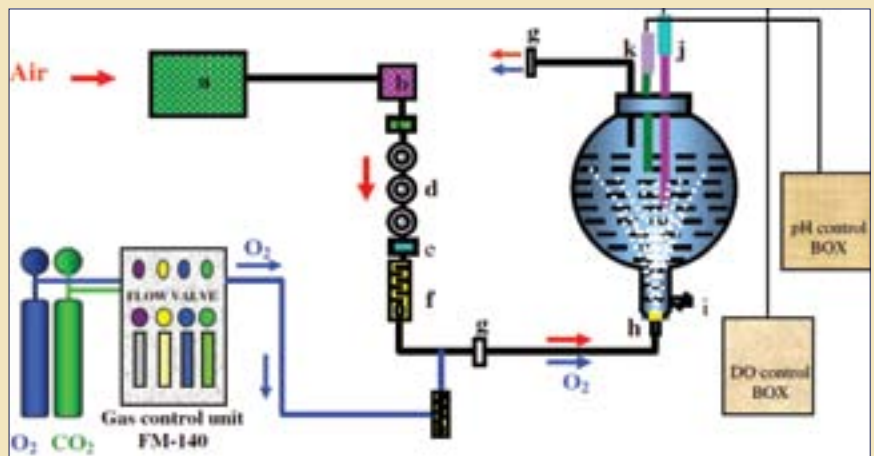 Air
a
b
d
e
f
g
g
h
i
j
k
pH control
BOX
DO control
BOX
O₂
FLOW VALVE
O₂
O₂ CO₂
Gas control unit
FM-140